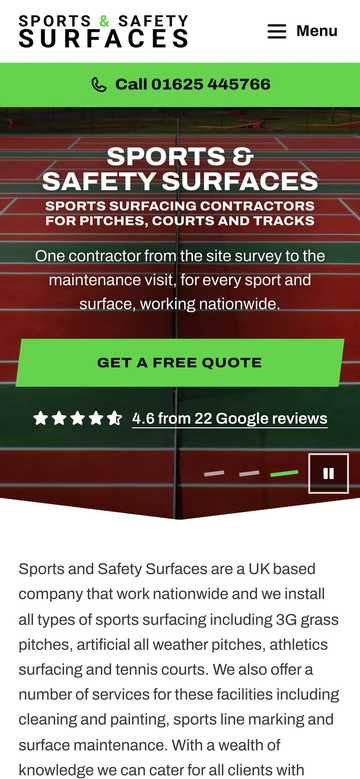 SPORTS & SAFETY
SURFACES
Menu
Call 01625 445766
SPORTS &
SAFETY SURFACES
SPORTS SURFACING CONTRACTORS
FOR PITCHES, COURTS AND TRACKS
One contractor from the site survey to the
maintenance visit, for every sport and
surface, working nationwide.
GET A FREE QUOTE
4.6 from 22 Google reviews
Sports and Safety Surfaces are a UK based
company that work nationwide and we install
all types of sports surfacing including 3G grass
pitches, artificial all weather pitches, athletics
surfacing and tennis courts. We also offer a
number of services for these facilities including
cleaning and painting, sports line marking and
surface maintenance. With a wealth of
knowledge we can cater for all clients with